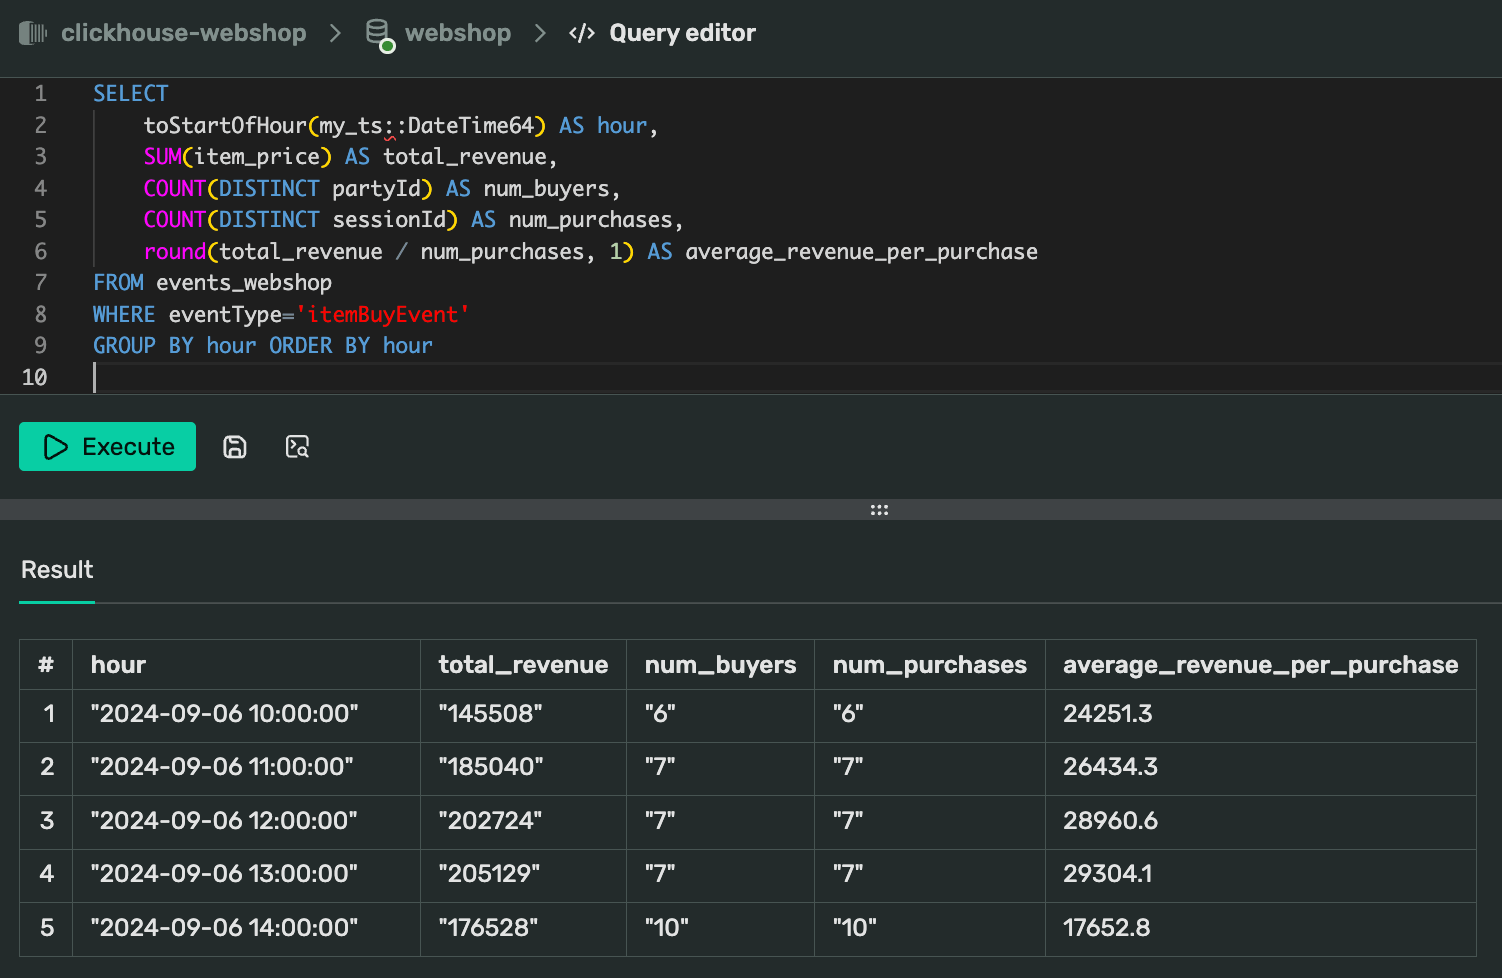 clickhouse-webshop > webshop > </> Query editor
1 SELECT
2 toStartOfHour(my_ts::DateTime64) AS hour,
3 SUM(item_price) AS total_revenue,
4 COUNT(DISTINCT partyId) AS num_buyers,
5 COUNT(DISTINCT sessionId) AS num_purchases,
6 round(total_revenue / num_purchases, 1) AS average_revenue_per_purchase
7 FROM events_webshop
8 WHERE eventType='itemBuyEvent'
9 GROUP BY hour ORDER BY hour
10
Execute
Result
# hour total_revenue num_buyers num_purchases average_revenue_per_purchase
1 "2024-09-06 10:00:00" "145508" "6" "6" 24251.3
2 "2024-09-06 11:00:00" "185040" "7" "7" 26434.3
3 "2024-09-06 12:00:00" "202724" "7" "7" 28960.6
4 "2024-09-06 13:00:00" "205129" "7" "7" 29304.1
5 "2024-09-06 14:00:00" "176528" "10" "10" 17652.8